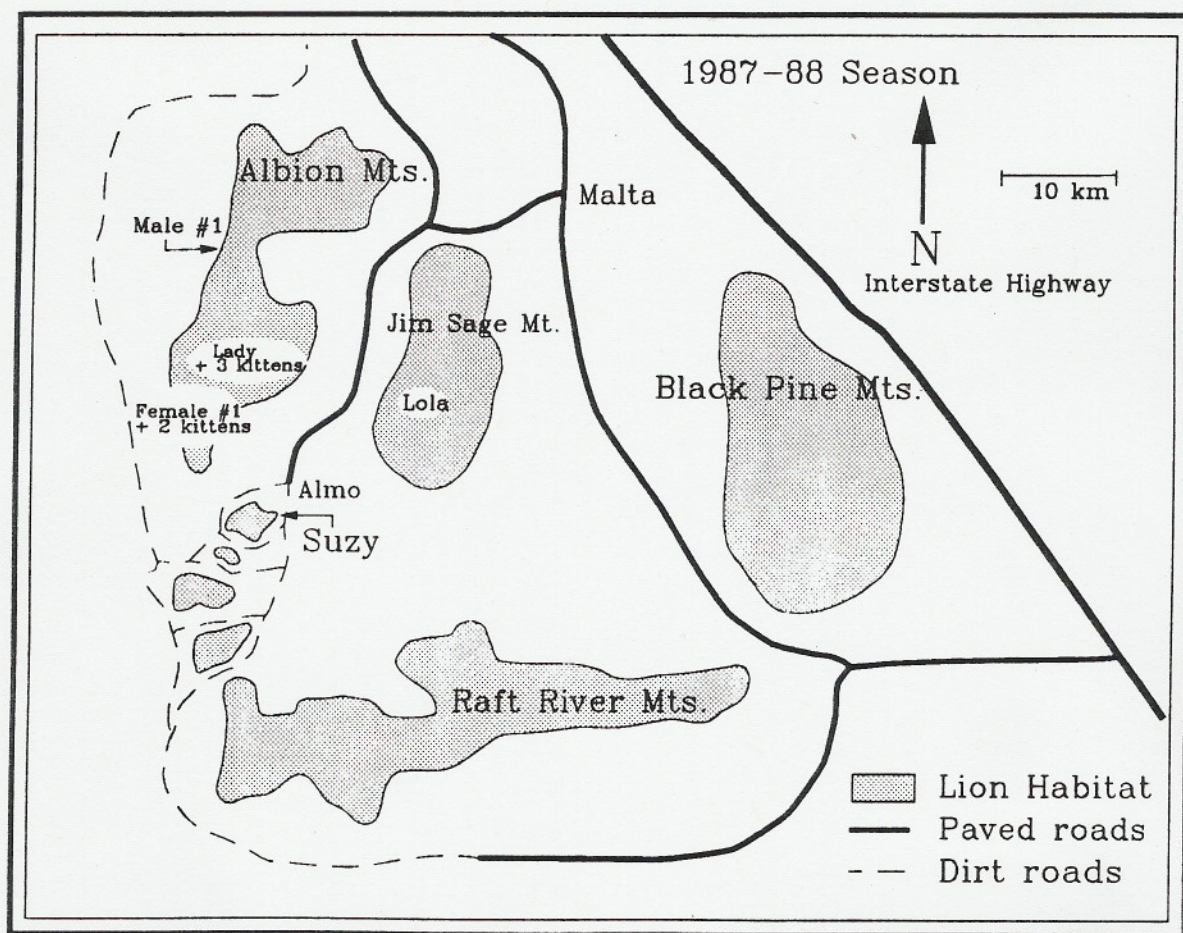 1987-88 Season
Albion Mts.
Malta
10 km
Male #1
N
Interstate Highway
Jim Sage Mt.
Lady
+ 3 kittens
Black Pine Mts.
Lola
Female #1
+ 2 kittens
Almo
Suzy
Raft River Mts.
Lion Habitat
Paved roads
Dirt roads